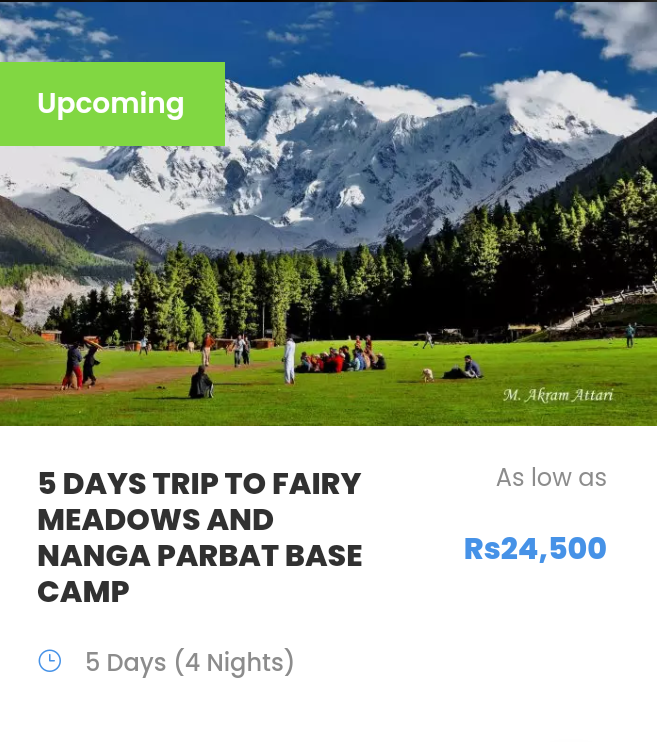 Upcoming
M. Akram Attari
5 DAYS TRIP TO FAIRY
MEADOWS AND
NANGA PARBAT BASE
CAMP
As low as
Rs24,500
5 Days (4 Nights)